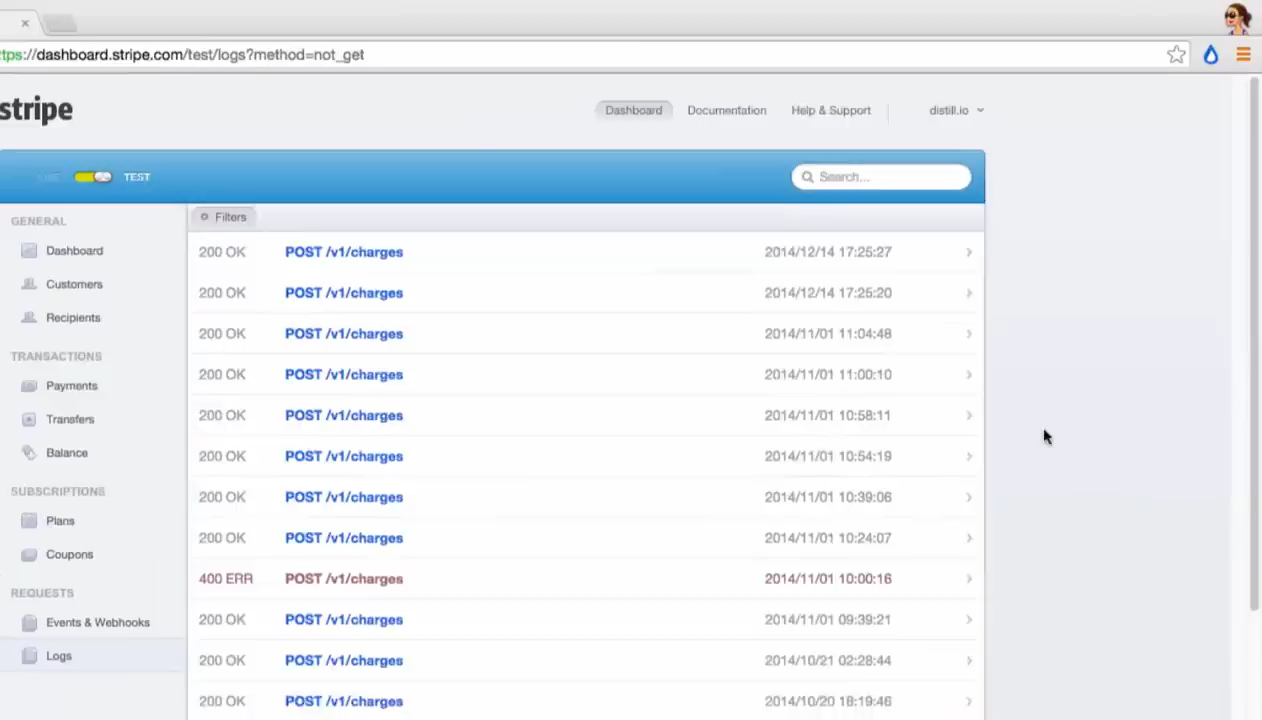 ttps://dashboard.stripe.com/test/logs?method=not_get
stripe
Dashboard Documentation Help & Support distill.io
TEST
Search...
GENERAL
Dashboard
Customers
Recipients
TRANSACTIONS
Payments
Transfers
Balance
SUBSCRIPTIONS
Plans
Coupons
REQUESTS
Events & Webhooks
Logs
Filters
200 OK POST /v1/charges 2014/12/14 17:25:27
200 OK POST /v1/charges 2014/12/14 17:25:20
200 OK POST /v1/charges 2014/11/01 11:04:48
200 OK POST /v1/charges 2014/11/01 11:00:10
200 OK POST /v1/charges 2014/11/01 10:58:11
200 OK POST /v1/charges 2014/11/01 10:54:19
200 OK POST /v1/charges 2014/11/01 10:39:06
200 OK POST /v1/charges 2014/11/01 10:24:07
400 ERR POST /v1/charges 2014/11/01 10:00:16
200 OK POST /v1/charges 2014/11/01 09:39:21
200 OK POST /v1/charges 2014/10/21 02:28:44
200 OK POST /v1/charges 2014/10/20 18:19:46